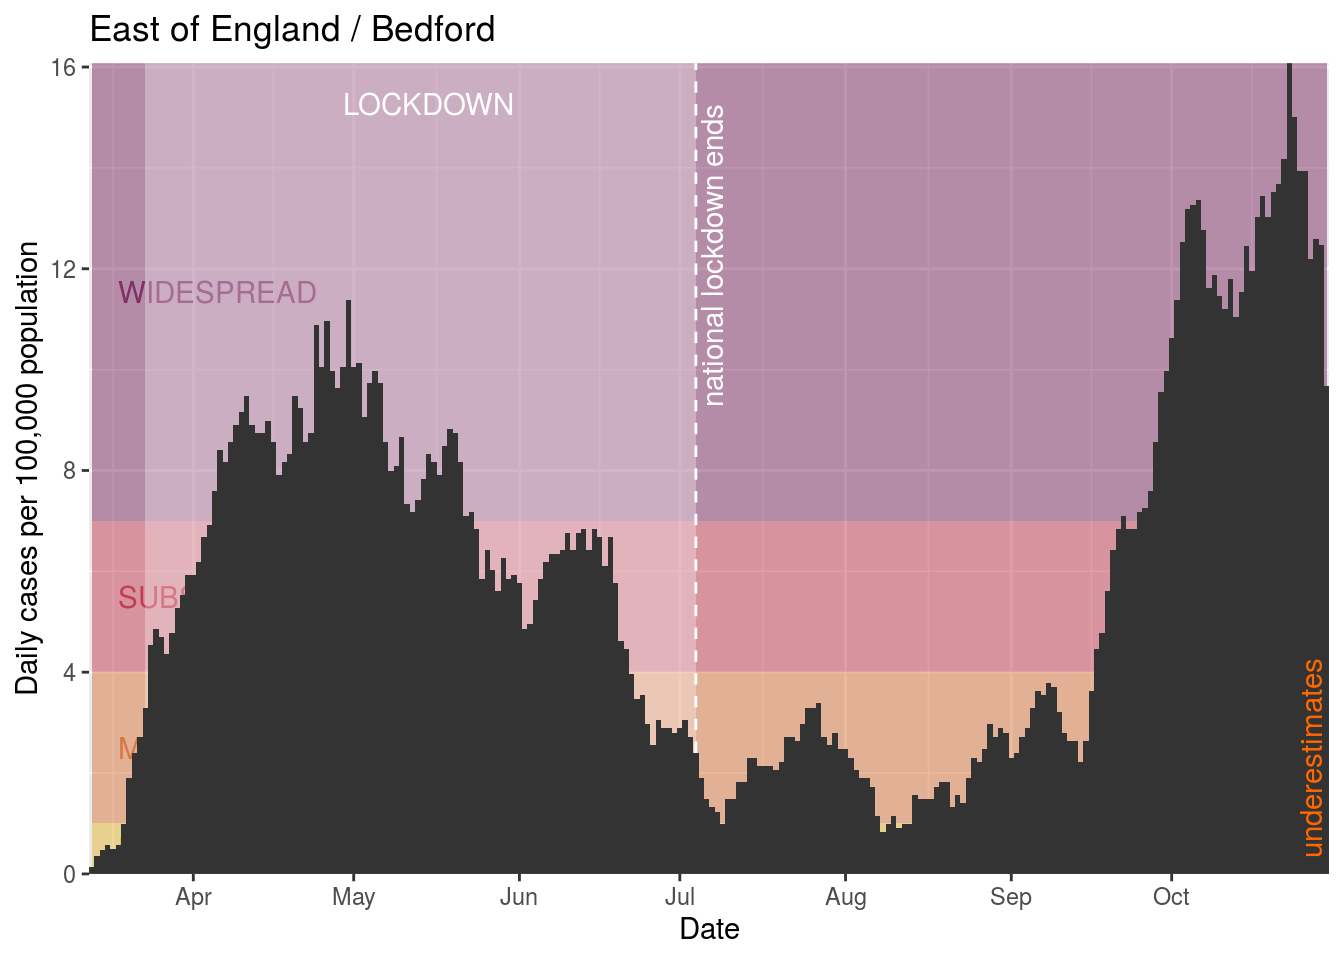 East of England / Bedford
16
12
8
4
0
Daily cases per 100,000 population
LOCKDOWN
national lockdown ends
WIDESPREAD
underestimates
Apr
May
Jun
Jul
Aug
Sep
Oct
Date